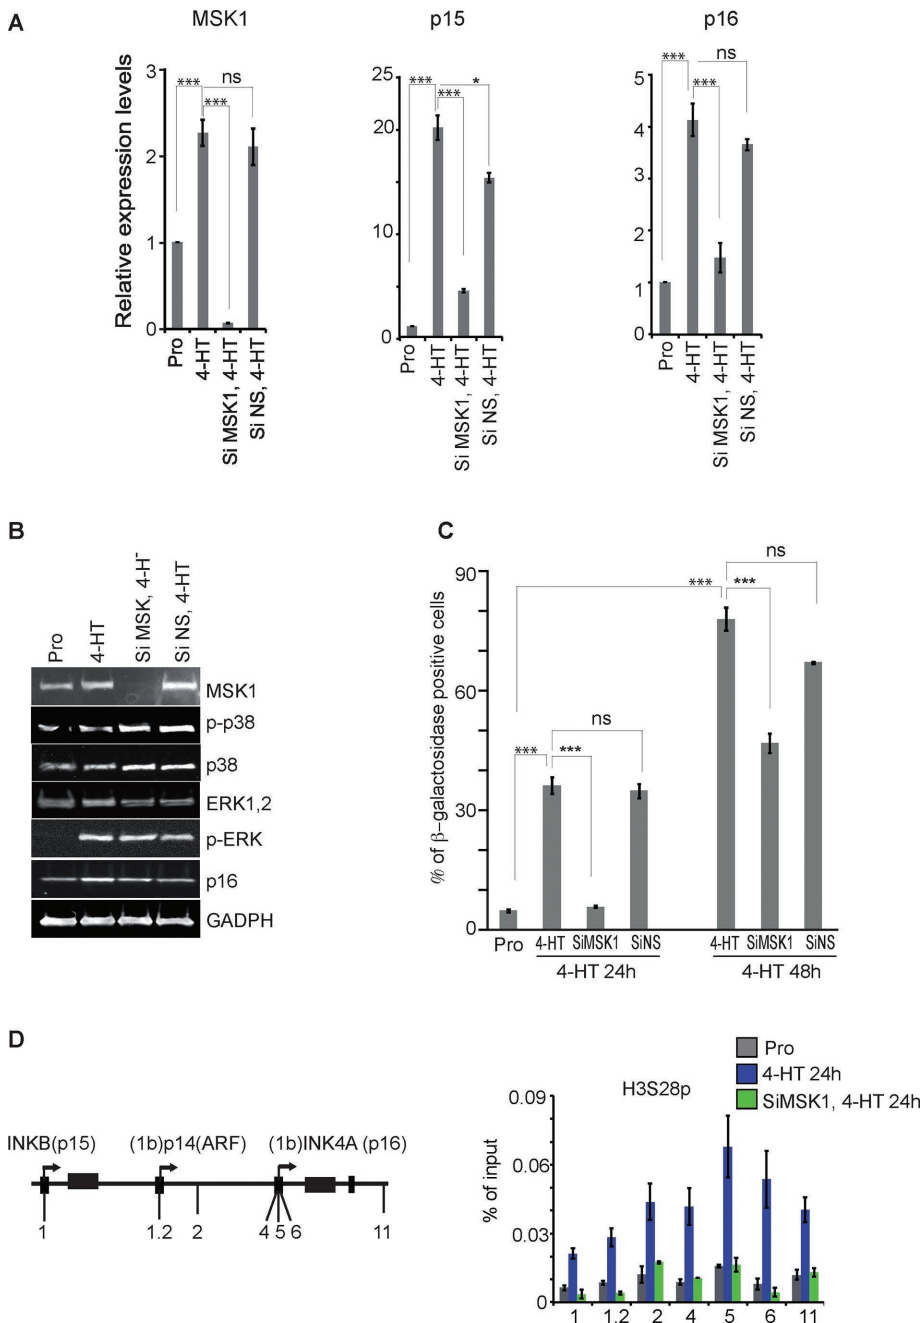 A
MSK1
p15
p16
Relative expression levels
3
2
1
0
***
ns
***
Pro
4-HT
Si MSK1, 4-HT
Si NS, 4-HT
25
20
15
10
5
0
***
*
***
Pro
4-HT
Si MSK1, 4-HT
Si NS, 4-HT
5
4
3
2
1
0
***
ns
***
Pro
4-HT
Si MSK1, 4-HT
Si NS, 4-HT
B
Pro
4-HT
Si MSK, 4-H
Si NS, 4-HT
MSK1
p-p38
p38
ERK1,2
p-ERK
p16
GADPH
C
% of β-galactosidase positive cells
90
60
30
0
***
***
ns
***
***
ns
Pro
4-HT SiMSK1 SiNS
4-HT 24h
4-HT SiMSK1 SiNS
4-HT 48h
D
INKB(p15) (1b)p14(ARF) (1b)INK4A (p16)
1 1.2 2 4 5 6 11
Pro
4-HT 24h
SiMSK1, 4-HT 24h
H3S28p
% of input
0.09
0.06
0.03
0
1 1.2 2 4 5 6 11